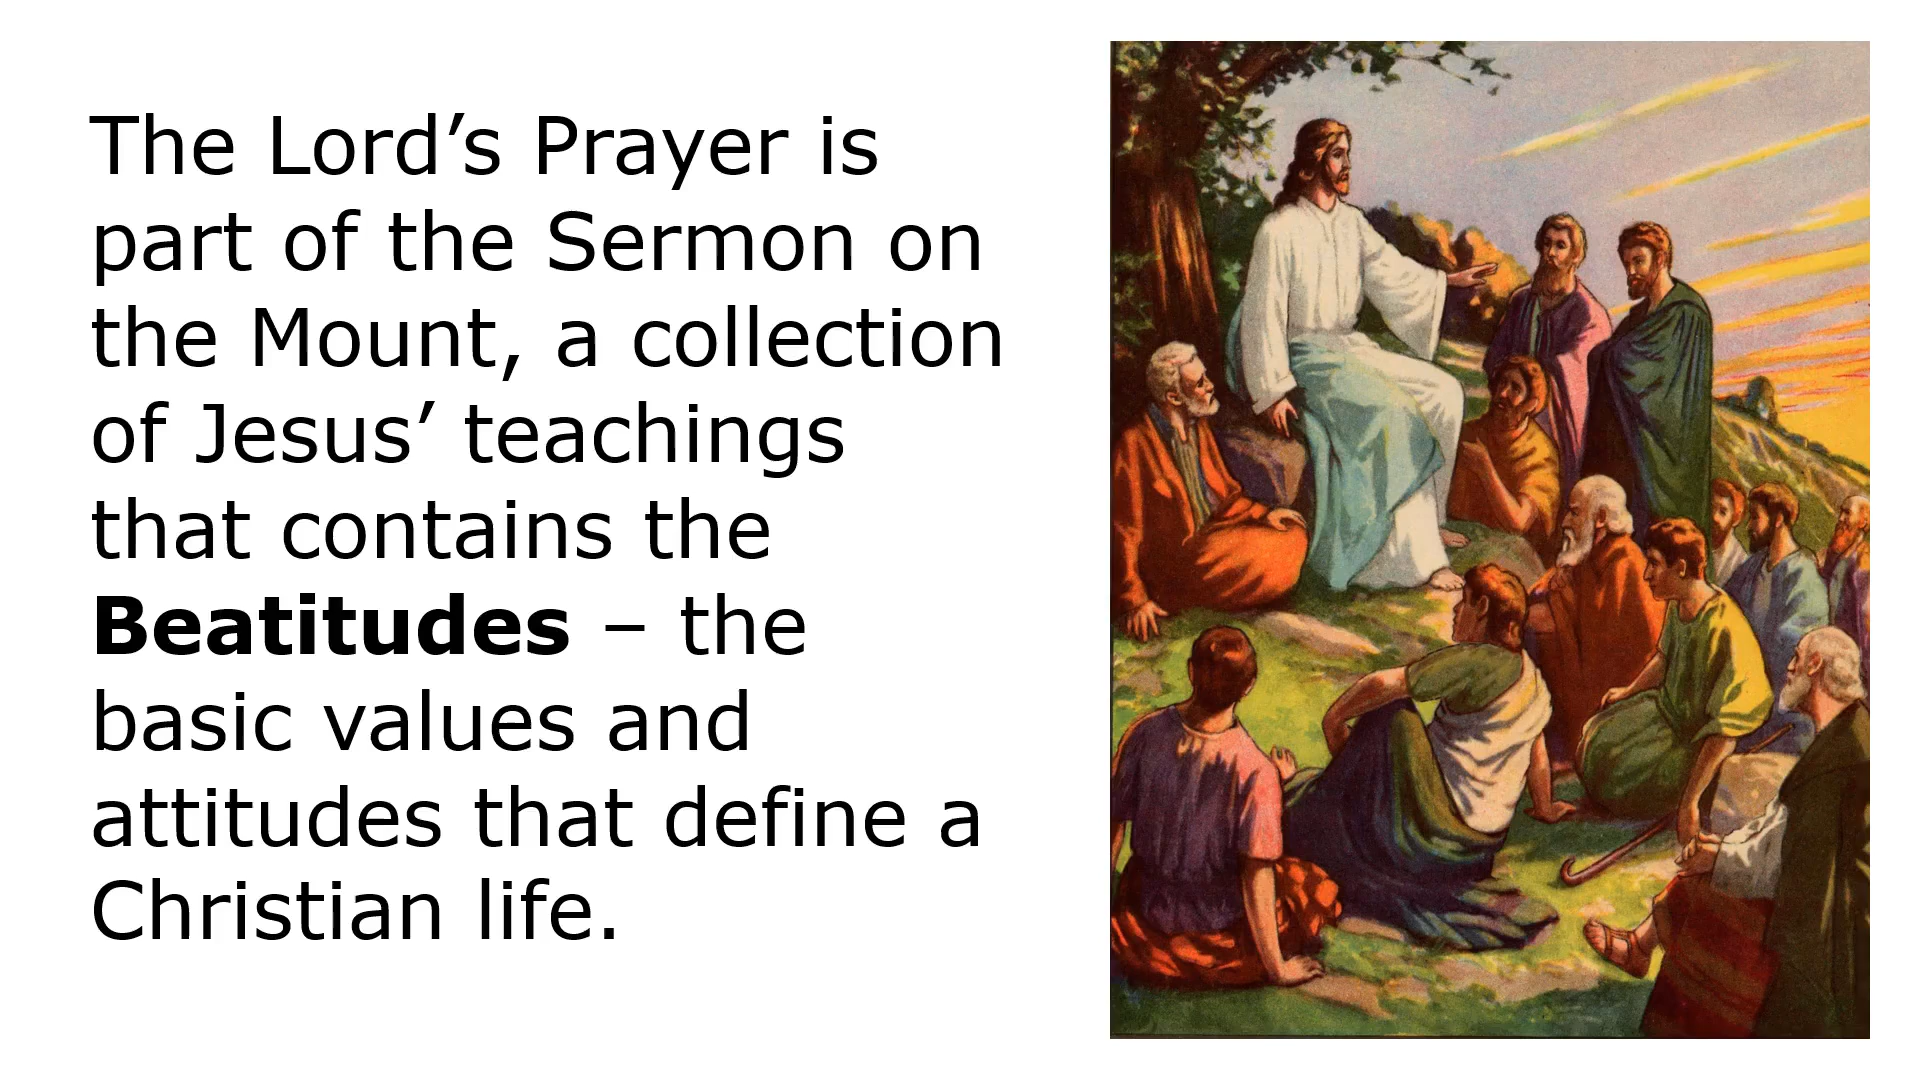 The Lord’s Prayer is
part of the Sermon on
the Mount, a collection
of Jesus’ teachings
that contains the
Beatitudes – the
basic values and
attitudes that define a
Christian life.